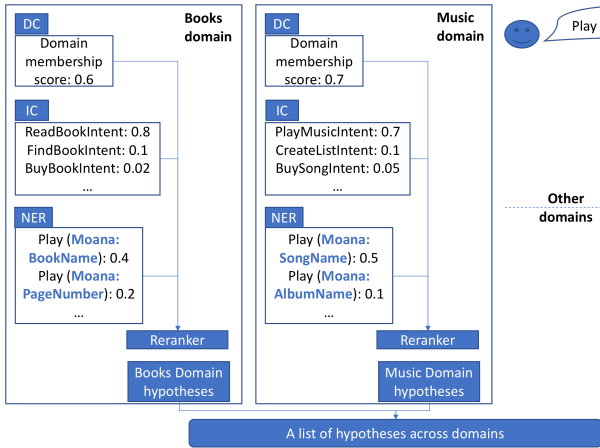 Books
domain
DC
Domain
membership
score: 0.6
IC
ReadBookIntent: 0.8
FindBookIntent: 0.1
BuyBookIntent: 0.02
...
NER
Play (Moana:
BookName): 0.4
Play (Moana:
PageNumber): 0.2
...
Reranker
Books Domain
hypotheses
Music
domain
DC
Domain
membership
score: 0.7
IC
PlayMusicIntent: 0.7
CreateListIntent: 0.1
BuySongIntent: 0.05
...
NER
Play (Moana:
SongName): 0.5
Play (Moana:
AlbumName): 0.1
...
Reranker
Music Domain
hypotheses
Play
Other
domains
A list of hypotheses across domains